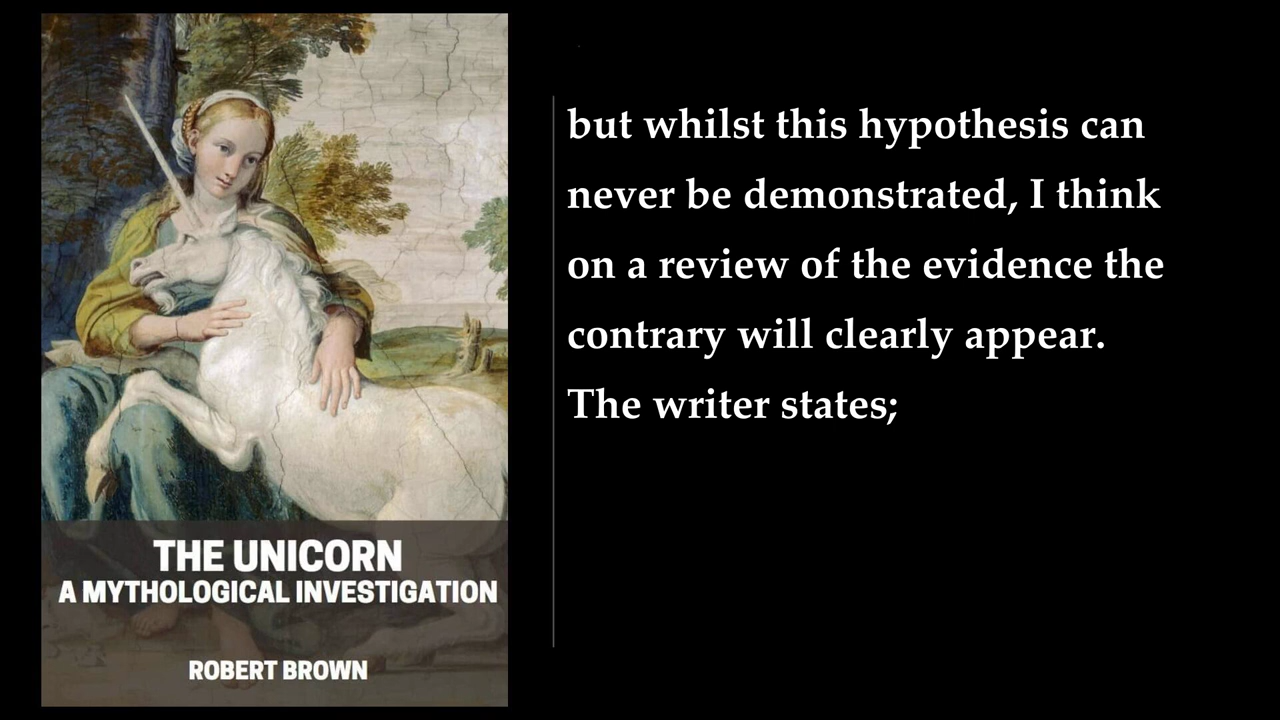 but whilst this hypothesis can
never be demonstrated, I think
on a review of the evidence the
contrary will clearly appear.
The writer states;
THE UNICORN
A MYTHOLOGICAL INVESTIGATION
ROBERT BROWN